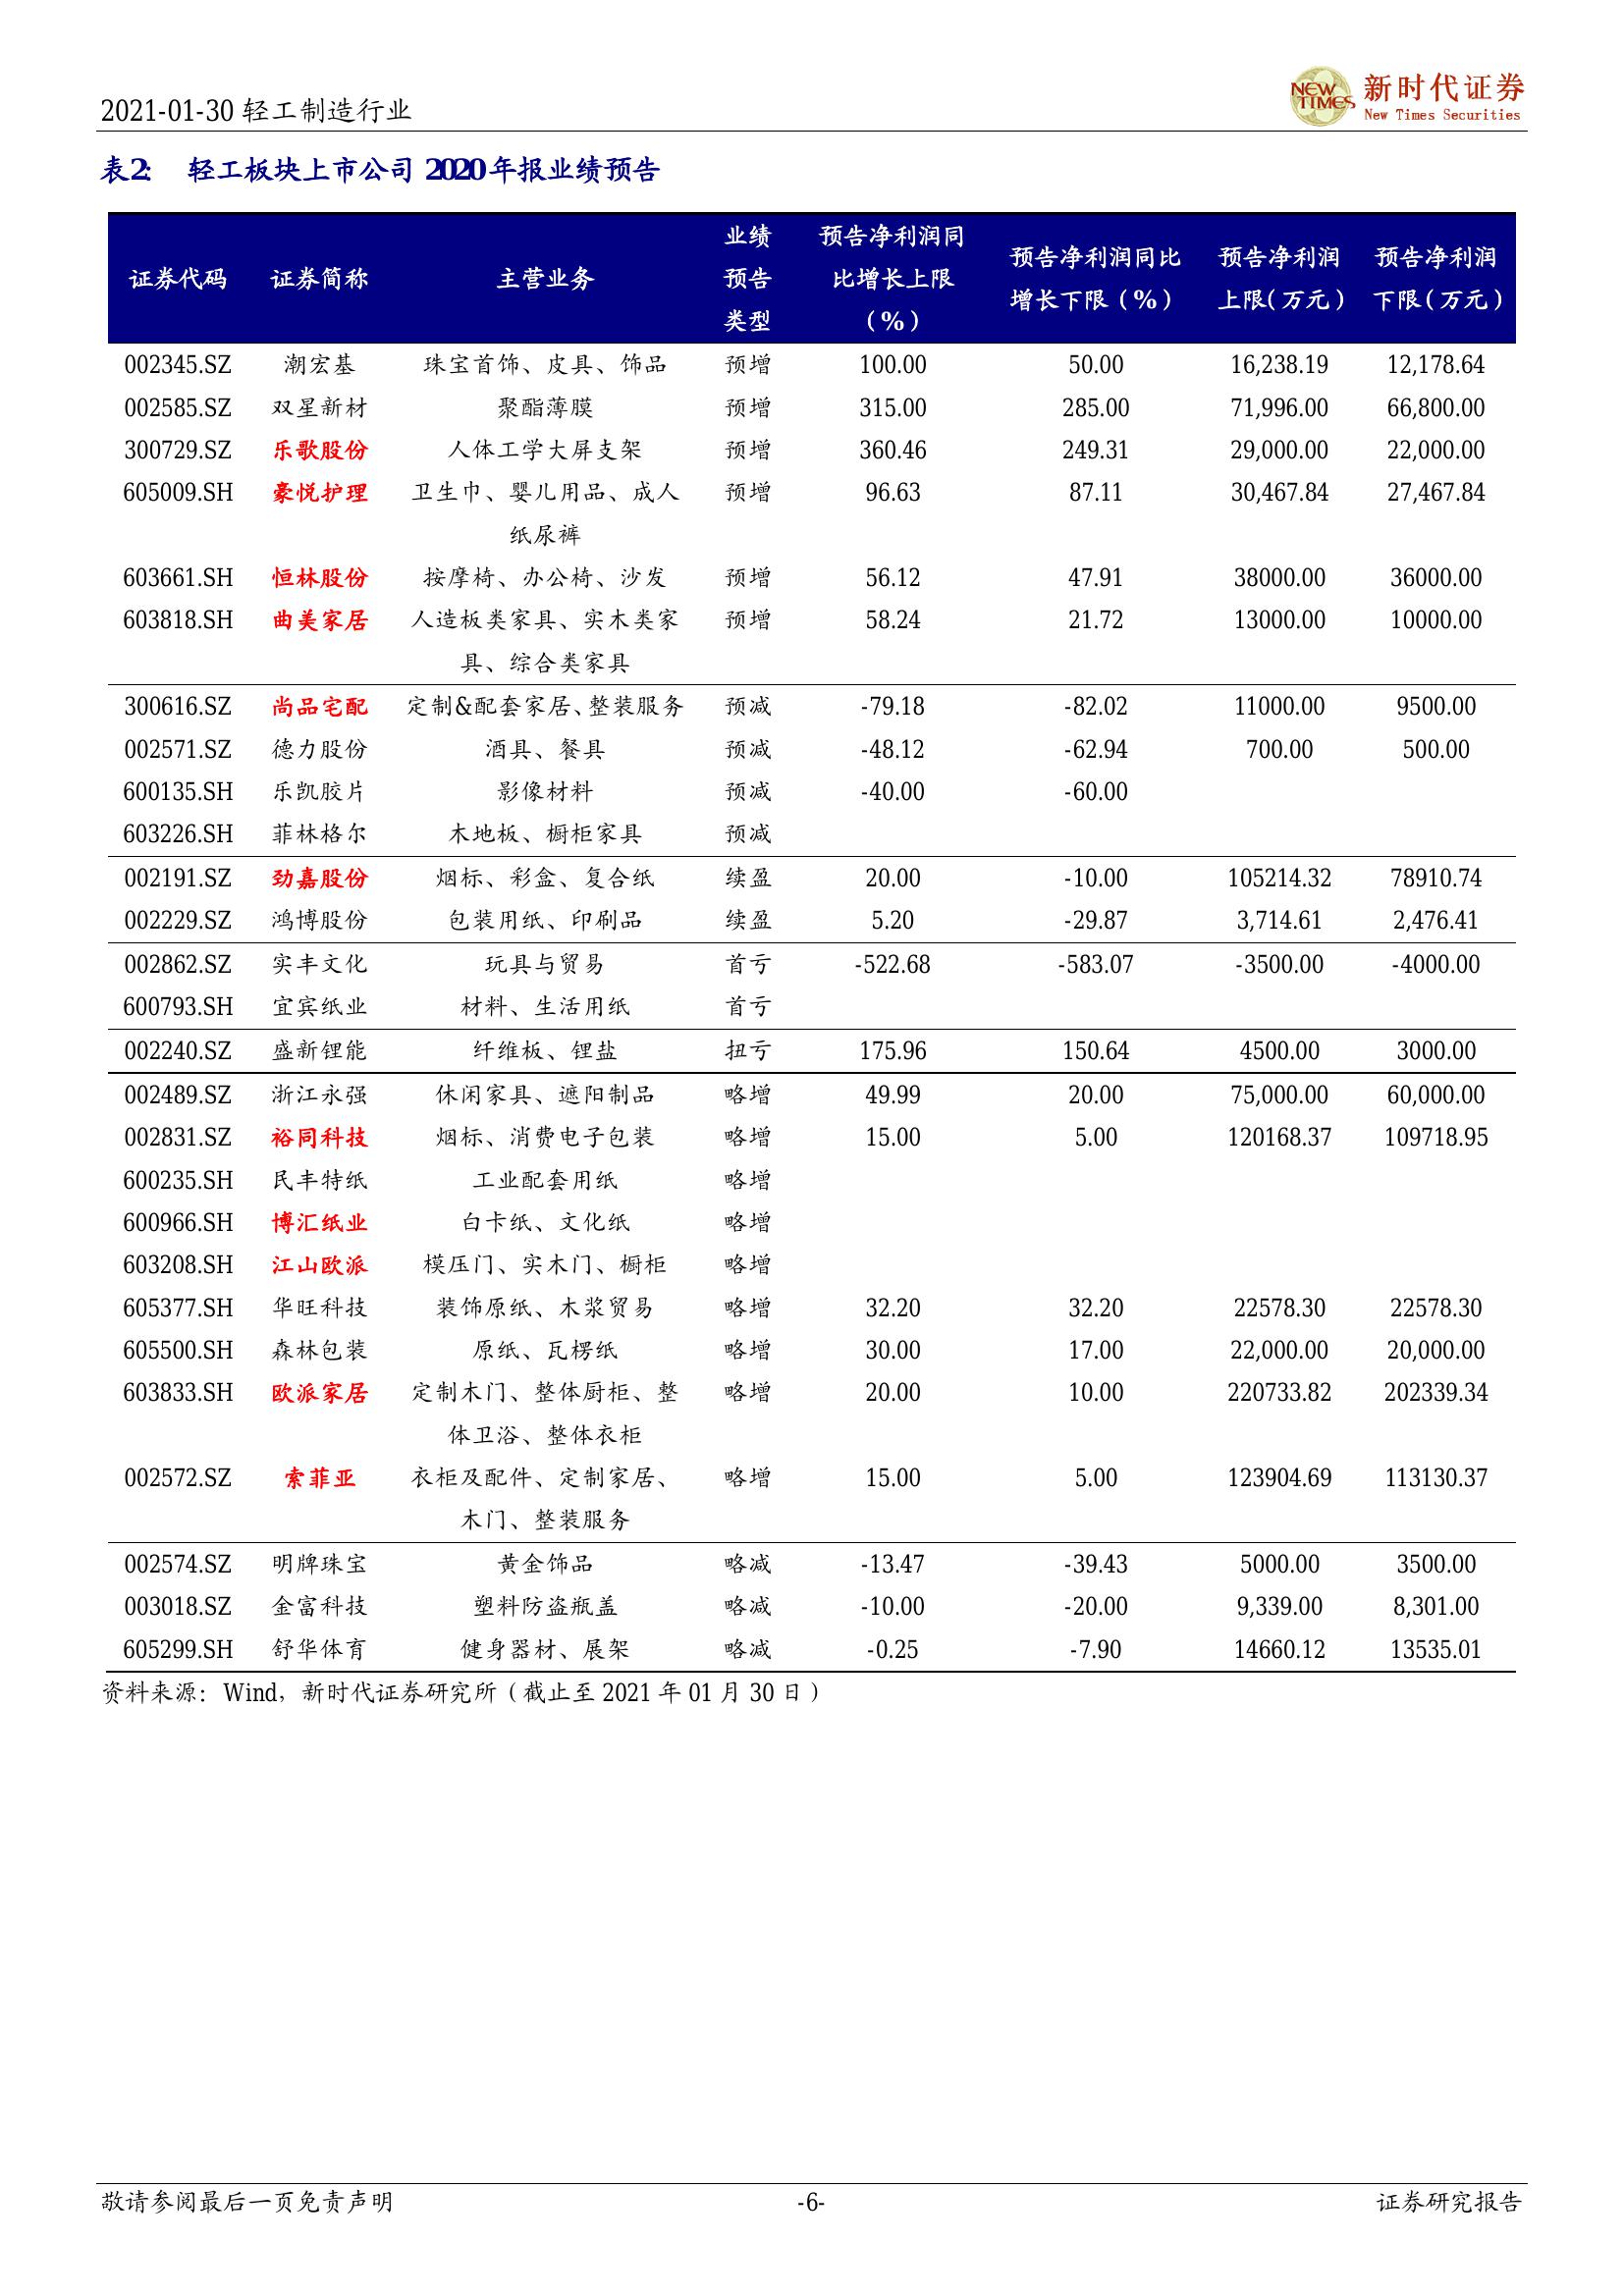 2021-01-30 轻工制造行业
NEW TIMES 新时代证券
New Times Securities
表2： 轻工板块上市公司 2020 年报业绩预告
证券代码 证券简称 主营业务 业绩预告类型 预告净利润同比增长上限（%） 预告净利润同比增长下限（%） 预告净利润上限（万元） 预告净利润下限（万元）
002345.SZ 潮宏基 珠宝首饰、皮具、饰品 预增 100.00 50.00 16,238.19 12,178.64
002585.SZ 双星新材 聚酯薄膜 预增 315.00 285.00 71,996.00 66,800.00
300729.SZ 乐歌股份 人体工学大屏支架 预增 360.46 249.31 29,000.00 22,000.00
605009.SH 豪悦护理 卫生巾、婴儿用品、成人 预增 96.63 87.11 30,467.84 27,467.84
纸尿裤
603661.SH 恒林股份 按摩椅、办公椅、沙发 预增 56.12 47.91 38000.00 36000.00
603818.SH 曲美家居 人造板类家具、实木类家 预增 58.24 21.72 13000.00 10000.00
具、综合类家具
300616.SZ 尚品宅配 定制&配套家居、整装服务 预减 -79.18 -82.02 11000.00 9500.00
002571.SZ 德力股份 酒具、餐具 预减 -48.12 -62.94 700.00 500.00
600135.SH 乐凯胶片 影像材料 预减 -40.00 -60.00
603226.SH 菲林格尔 木地板、橱柜家具 预减
002191.SZ 劲嘉股份 烟标、彩盒、复合纸 续盈 20.00 -10.00 105214.32 78910.74
002229.SZ 鸿博股份 包装用纸、印刷品 续盈 5.20 -29.87 3,714.61 2,476.41
002862.SZ 实丰文化 玩具与贸易 首亏 -522.68 -583.07 -3500.00 -4000.00
600793.SH 宜宾纸业 材料、生活用纸 首亏
002240.SZ 盛新锂能 纤维板、锂盐 扭亏 175.96 150.64 4500.00 3000.00
002489.SZ 浙江永强 休闲家具、遮阳制品 略增 49.99 20.00 75,000.00 60,000.00
002831.SZ 裕同科技 烟标、消费电子包装 略增 15.00 5.00 120168.37 109718.95
600235.SH 民丰特纸 工业配套用纸 略增
600966.SH 博汇纸业 白卡纸、文化纸 略增
603208.SH 江山欧派 模压门、实木门、橱柜 略增
605377.SH 华旺科技 装饰原纸、木浆贸易 略增 32.20 32.20 22578.30 22578.30
605500.SH 森林包装 原纸、瓦楞纸 略增 30.00 17.00 22,000.00 20,000.00
603833.SH 欧派家居 定制木门、整体厨柜、整 略增 20.00 10.00 220733.82 202339.34
体卫浴、整体衣柜
002572.SZ 索菲亚 衣柜及配件、定制家居、 略增 15.00 5.00 123904.69 113130.37
木门、整装服务
002574.SZ 明牌珠宝 黄金饰品 略减 -13.47 -39.43 5000.00 3500.00
003018.SZ 金富科技 塑料防盗瓶盖 略减 -10.00 -20.00 9,339.00 8,301.00
605299.SH 舒华体育 健身器材、展架 略减 -0.25 -7.90 14660.12 13535.01
资料来源：Wind，新时代证券研究所（截止至 2021 年 01 月 30 日）
敬请参阅最后一页免责声明 -6- 证券研究报告